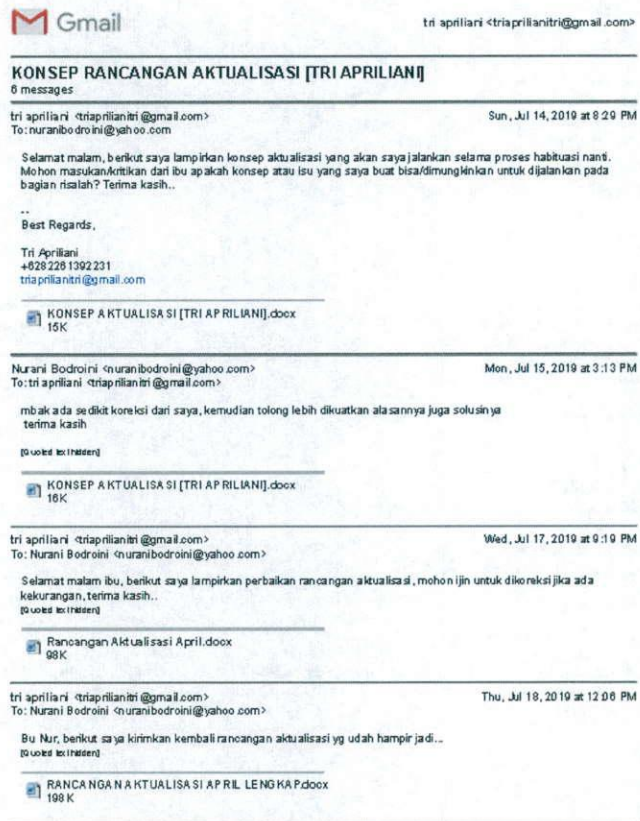 Gmail
tri apriliani <triaprilianitri@gmail.com>
KONSEP RANCANGAN AKTUALISASI [TRI APRILIANI]
6 messages
tri apriliani <triaprilianitri@gmail.com>
Sun, Jul 14, 2019 at 8:29 PM
To: nuranibodroini@yahoo.com
Selamat malam, berikut saya lampirkan konsep aktualisasi yang akan saya jalankan selama proses habituasi nanti.
Mohon masukan/kritikan dari ibu apakah konsep atau isu yang saya buat bisa/dimungkinkan untuk dijalankan pada
bagian risalah? Terima kasih..
--
Best Regards,
Tri Apriliani
+6282261392231
triaprilianitri@gmail.com
KONSEP AKTUALISASI [TRI APRILIANI].docx
15K
Nurani Bodroini <nuranibodroini@yahoo.com>
Mon, Jul 15, 2019 at 3:13 PM
To: tri apriliani <triaprilianitri@gmail.com>
mbak ada sedikit koreksi dari saya, kemudian tolong lebih dikuatkan alasannya juga solusinya
terima kasih
[Quoted text hidden]
KONSEP AKTUALISASI [TRI APRILIANI].docx
16K
tri apriliani <triaprilianitri@gmail.com>
Wed, Jul 17, 2019 at 9:19 PM
To: Nurani Bodroini <nuranibodroini@yahoo.com>
Selamat malam ibu, berikut saya lampirkan perbaikan rancangan aktualisasi, mohon ijin untuk dikoreksi jika ada
kekurangan, terima kasih..
[Quoted text hidden]
Rancangan Aktualisasi April.docx
98K
tri apriliani <triaprilianitri@gmail.com>
Thu, Jul 18, 2019 at 12:06 PM
To: Nurani Bodroini <nuranibodroini@yahoo.com>
Bu Nur, berikut saya kirimkan kembali rancangan aktualisasi yg udah hampir jadi...
[Quoted text hidden]
RANCANGAN AKTUALISASI APRIL LENGKAP.docx
198K